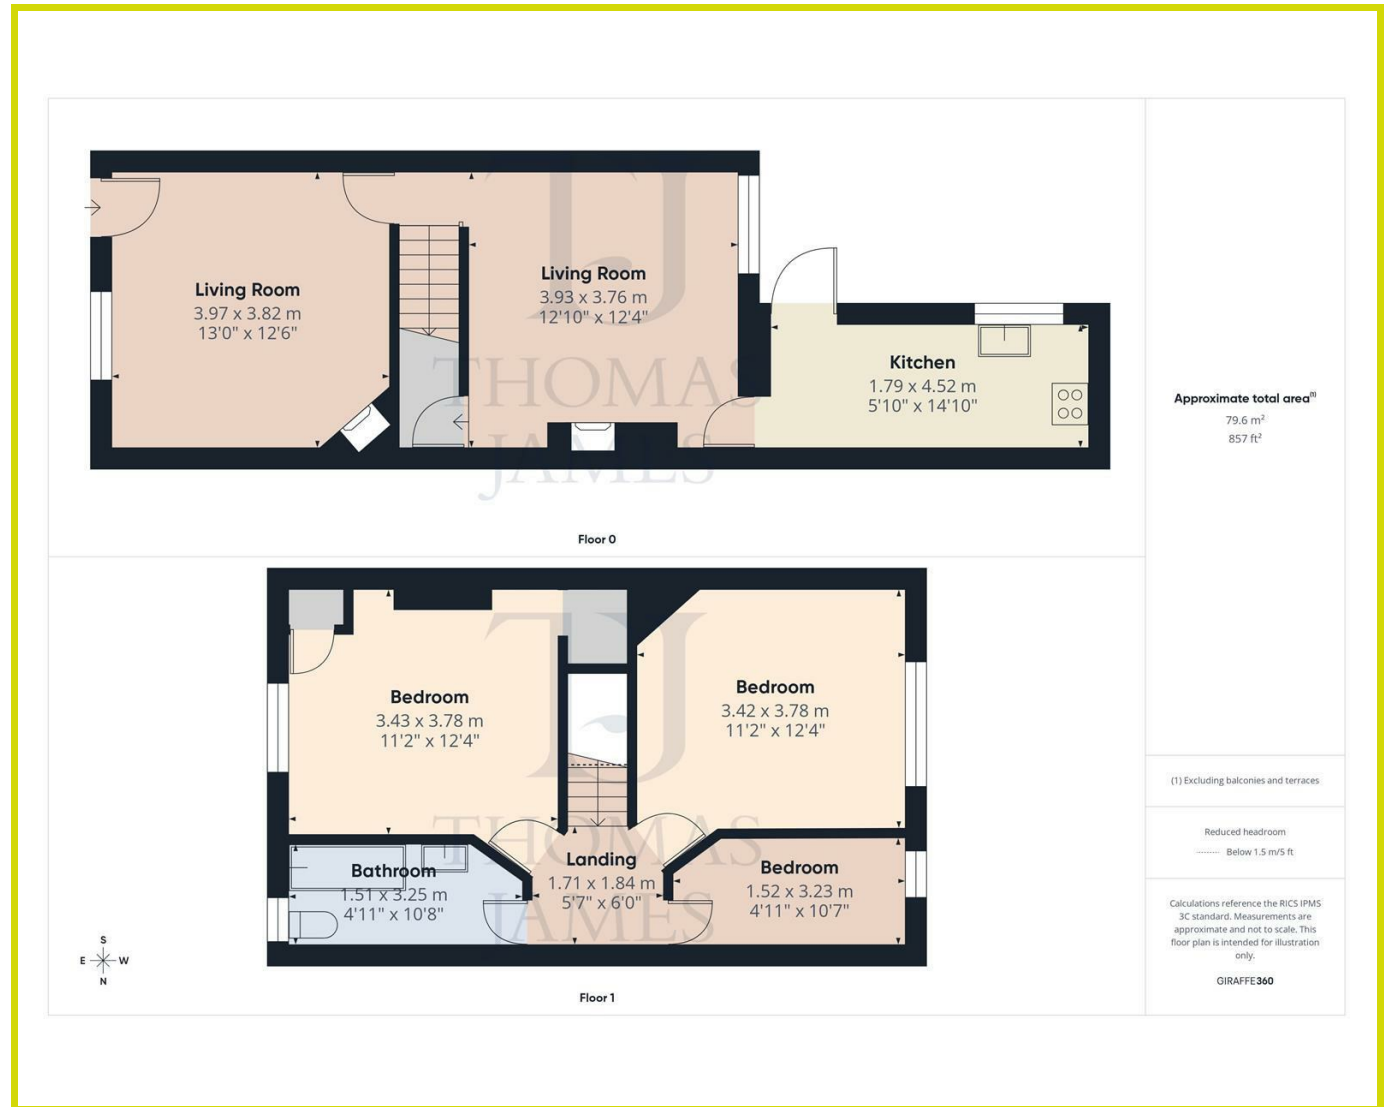 Living Room
3.97 x 3.82 m
13'0" x 12'6"
Living Room
3.93 x 3.76 m
12'10" x 12'4"
Kitchen
1.79 x 4.52 m
5'10" x 14'10"
TJ
THOMAS
JAMES
Floor 0
Approximate total area(1)
79.6 m²
857 ft²
Bedroom
3.43 x 3.78 m
11'2" x 12'4"
Bedroom
3.42 x 3.78 m
11'2" x 12'4"
Bathroom
1.51 x 3.25 m
4'11" x 10'8"
Landing
1.71 x 1.84 m
5'7" x 6'0"
Bedroom
1.52 x 3.23 m
4'11" x 10'7"
TJ
THOMAS
JAMES
S
E W
N
Floor 1
(1) Excluding balconies and terraces
Reduced headroom
Below 1.5 m/5 ft
Calculations reference the RICS IPMS
3C standard. Measurements are
approximate and not to scale. This
floor plan is intended for illustration
only.
GIRAFFE360